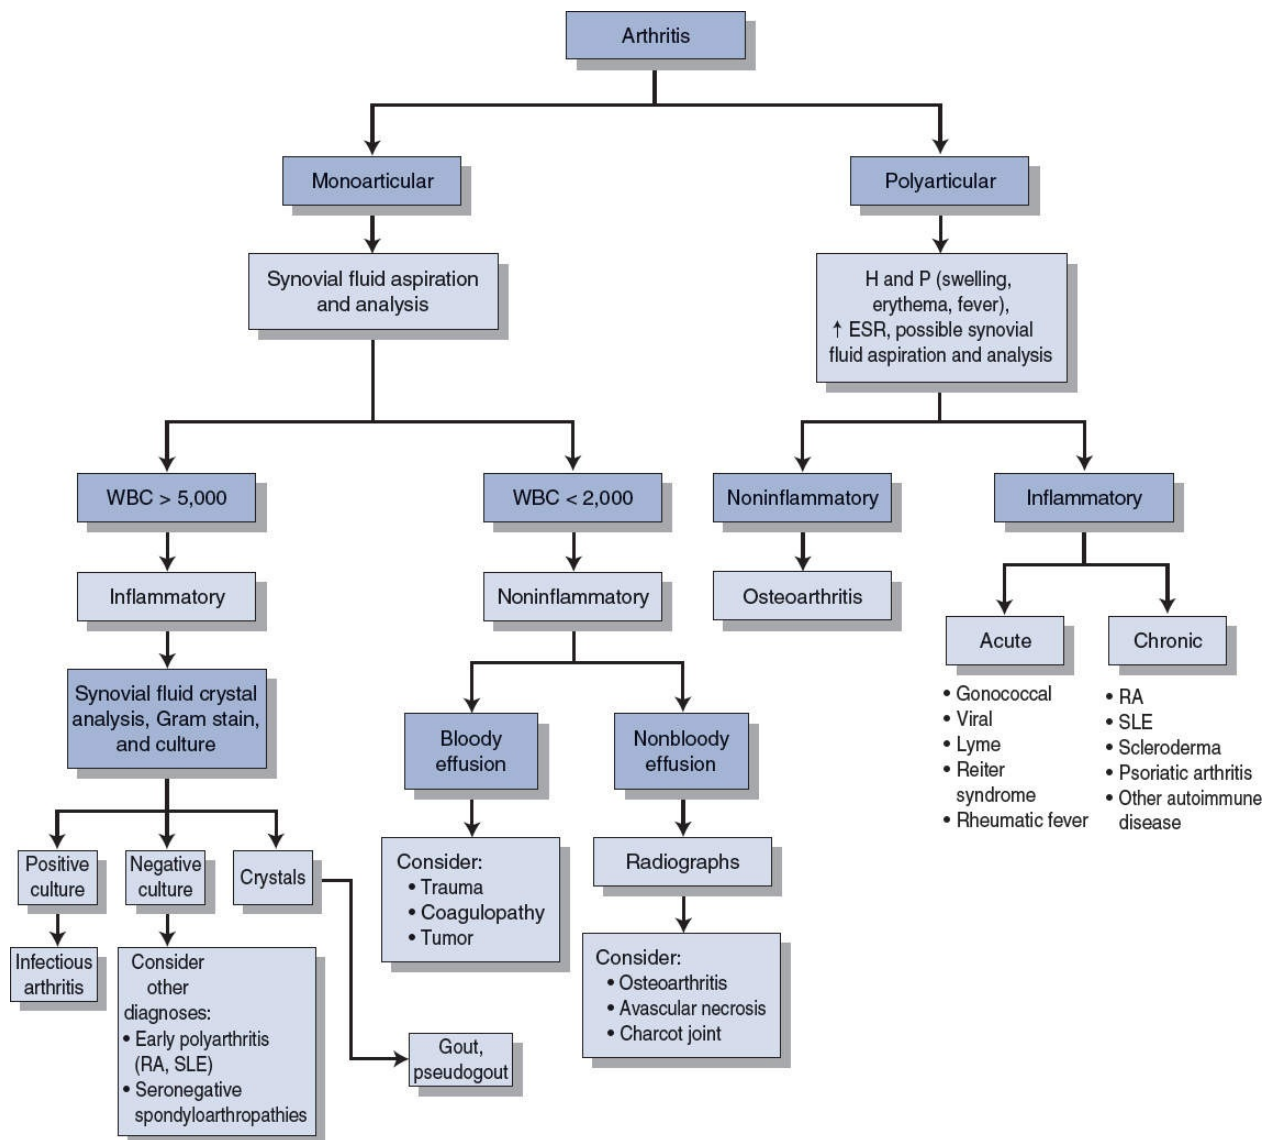 Arthritis
Monoarticular
Polyarticular
Synovial fluid aspiration
and analysis
H and P (swelling,
erythema, fever),
↑ ESR, possible synovial
fluid aspiration and analysis
WBC > 5,000
WBC < 2,000
Noninflammatory
Inflammatory
Inflammatory
Noninflammatory
Osteoarthritis
Acute
Chronic
• Gonococcal
• Viral
• Lyme
• Reiter
syndrome
• Rheumatic fever
• RA
• SLE
• Scleroderma
• Psoriatic arthritis
• Other autoimmune
disease
Synovial fluid crystal
analysis, Gram stain,
and culture
Bloody
effusion
Nonbloody
effusion
Positive
culture
Negative
culture
Crystals
Consider:
• Trauma
• Coagulopathy
• Tumor
Radiographs
Infectious
arthritis
Consider
other
diagnoses:
• Early polyarthritis
(RA, SLE)
• Seronegative
spondyloarthropathies
Consider:
• Osteoarthritis
• Avascular necrosis
• Charcot joint
Gout,
pseudogout